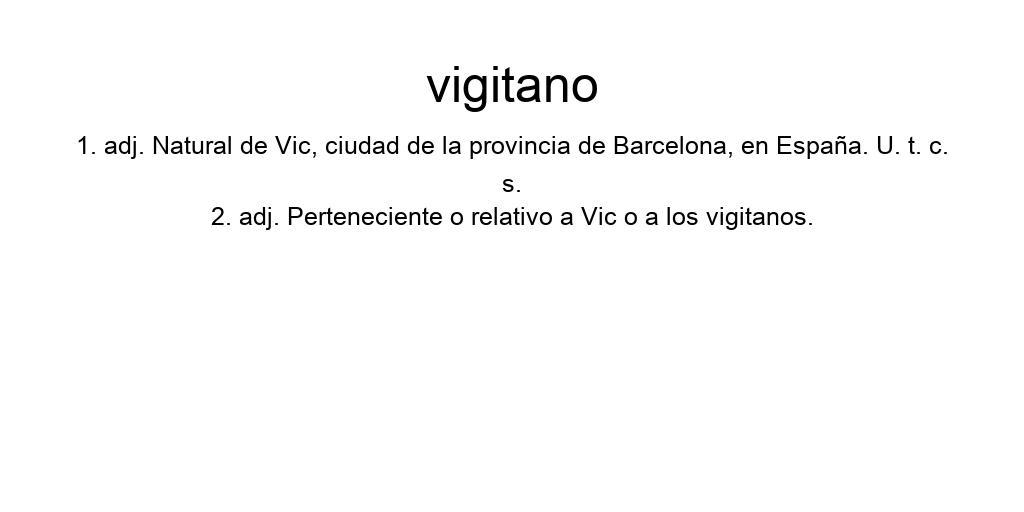 vigitano
1. adj. Natural de Vic, ciudad de la provincia de Barcelona, en España. U. t. c.
s.
2. adj. Perteneciente o relativo a Vic o a los vigitanos.